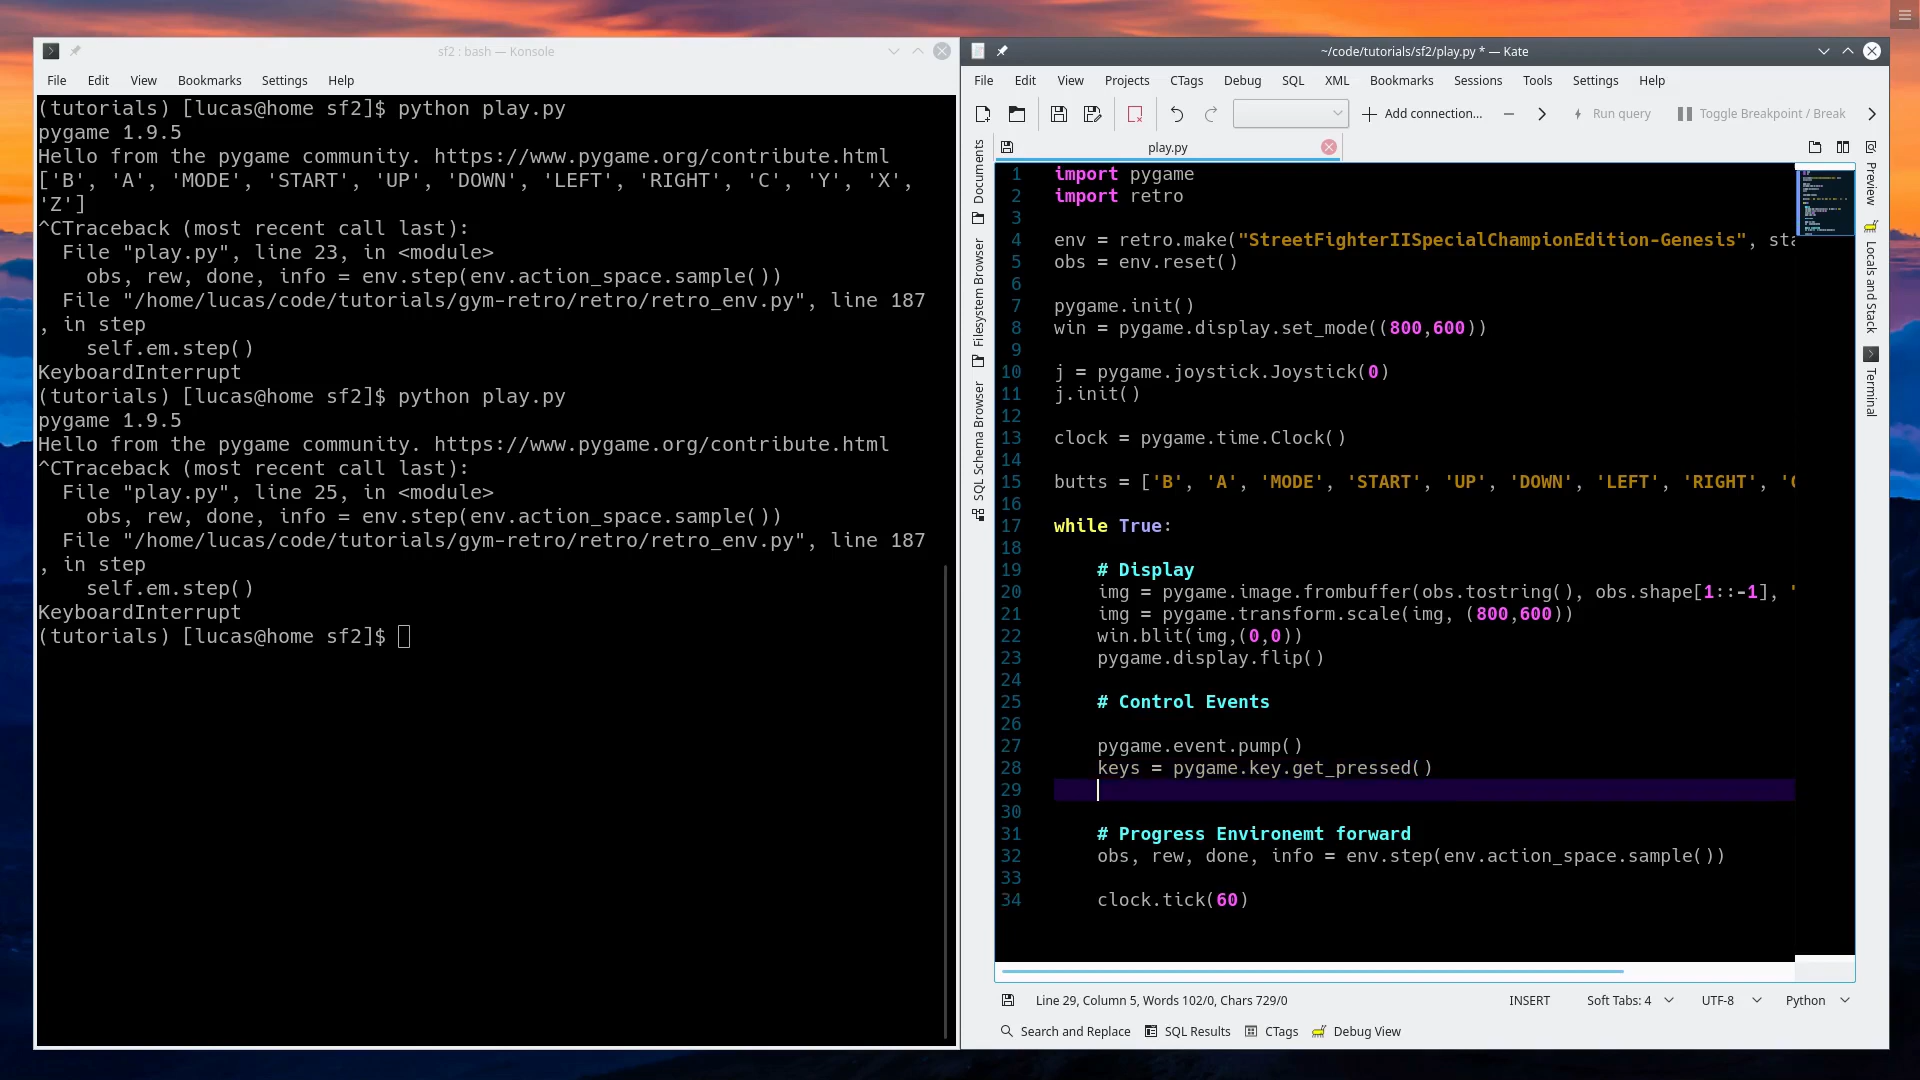 sf2 : bash — Konsole
File Edit View Bookmarks Settings Help
(tutorials) [lucas@home sf2]$ python play.py
pygame 1.9.5
Hello from the pygame community. https://www.pygame.org/contribute.html
['B', 'A', 'MODE', 'START', 'UP', 'DOWN', 'LEFT', 'RIGHT', 'C', 'Y', 'X',
'Z']
^CTraceback (most recent call last):
  File "play.py", line 23, in <module>
    obs, rew, done, info = env.step(env.action_space.sample())
  File "/home/lucas/code/tutorials/gym-retro/retro/retro_env.py", line 187
, in step
    self.em.step()
KeyboardInterrupt
(tutorials) [lucas@home sf2]$ python play.py
pygame 1.9.5
Hello from the pygame community. https://www.pygame.org/contribute.html
^CTraceback (most recent call last):
  File "play.py", line 25, in <module>
    obs, rew, done, info = env.step(env.action_space.sample())
  File "/home/lucas/code/tutorials/gym-retro/retro/retro_env.py", line 187
, in step
    self.em.step()
KeyboardInterrupt
(tutorials) [lucas@home sf2]$
~/code/tutorials/sf2/play.py * — Kate
File Edit View Projects CTags Debug SQL XML Bookmarks Sessions Tools Settings Help
Add connection... Run query Toggle Breakpoint / Break
play.py
Documents
Filesystem Browser
SQL Schema Browser
1 import pygame
2 import retro
3
4 env = retro.make("StreetFighterIISpecialChampionEdition-Genesis", sta
5 obs = env.reset()
6
7 pygame.init()
8 win = pygame.display.set_mode((800,600))
9
10 j = pygame.joystick.Joystick(0)
11 j.init()
12
13 clock = pygame.time.Clock()
14
15 butts = ['B', 'A', 'MODE', 'START', 'UP', 'DOWN', 'LEFT', 'RIGHT', 'C
16
17 while True:
18
19     # Display
20     img = pygame.image.frombuffer(obs.tostring(), obs.shape[1::-1], '
21     img = pygame.transform.scale(img, (800,600))
22     win.blit(img,(0,0))
23     pygame.display.flip()
24
25     # Control Events
26
27     pygame.event.pump()
28     keys = pygame.key.get_pressed()
29
30
31     # Progress Environemt forward
32     obs, rew, done, info = env.step(env.action_space.sample())
33
34     clock.tick(60)
Preview
Locals and Stack
Terminal
Line 29, Column 5, Words 102/0, Chars 729/0 INSERT Soft Tabs: 4 UTF-8 Python
Search and Replace SQL Results CTags Debug View